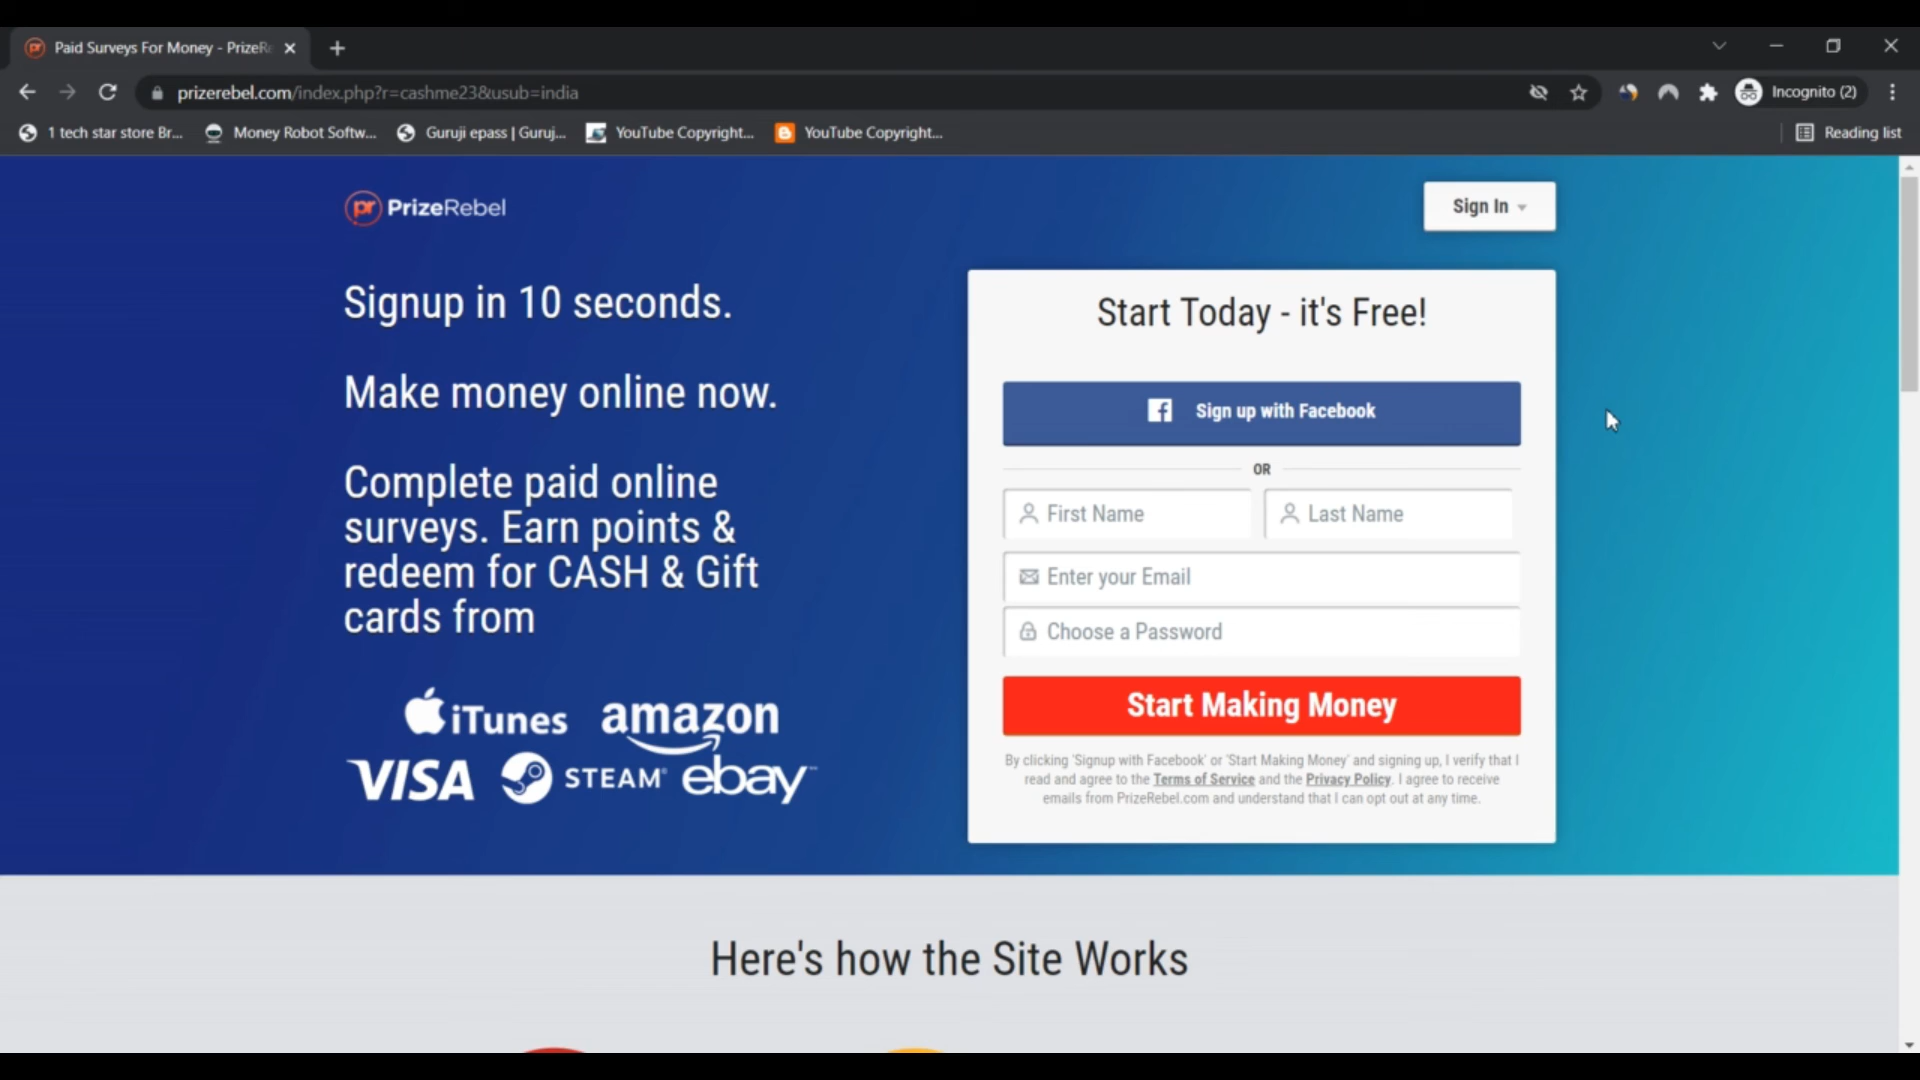 Paid Surveys For Money - PrizeRe
prizerebel.com/index.php?r=cashme23&usub=india
Incognito (2)
1 tech star store Br...
Money Robot Softw...
Guruji epass | Guruj...
YouTube Copyright...
YouTube Copyright...
Reading list
pr PrizeRebel
Sign In
Signup in 10 seconds.
Make money online now.
Complete paid online
surveys. Earn points &
redeem for CASH & Gift
cards from
iTunes amazon
VISA STEAM ebay
Start Today - it's Free!
Sign up with Facebook
OR
First Name
Last Name
Enter your Email
Choose a Password
Start Making Money
By clicking 'Signup with Facebook' or 'Start Making Money' and signing up, I verify that I
read and agree to the Terms of Service and the Privacy Policy. I agree to receive
emails from PrizeRebel.com and understand that I can opt out at any time.
Here's how the Site Works